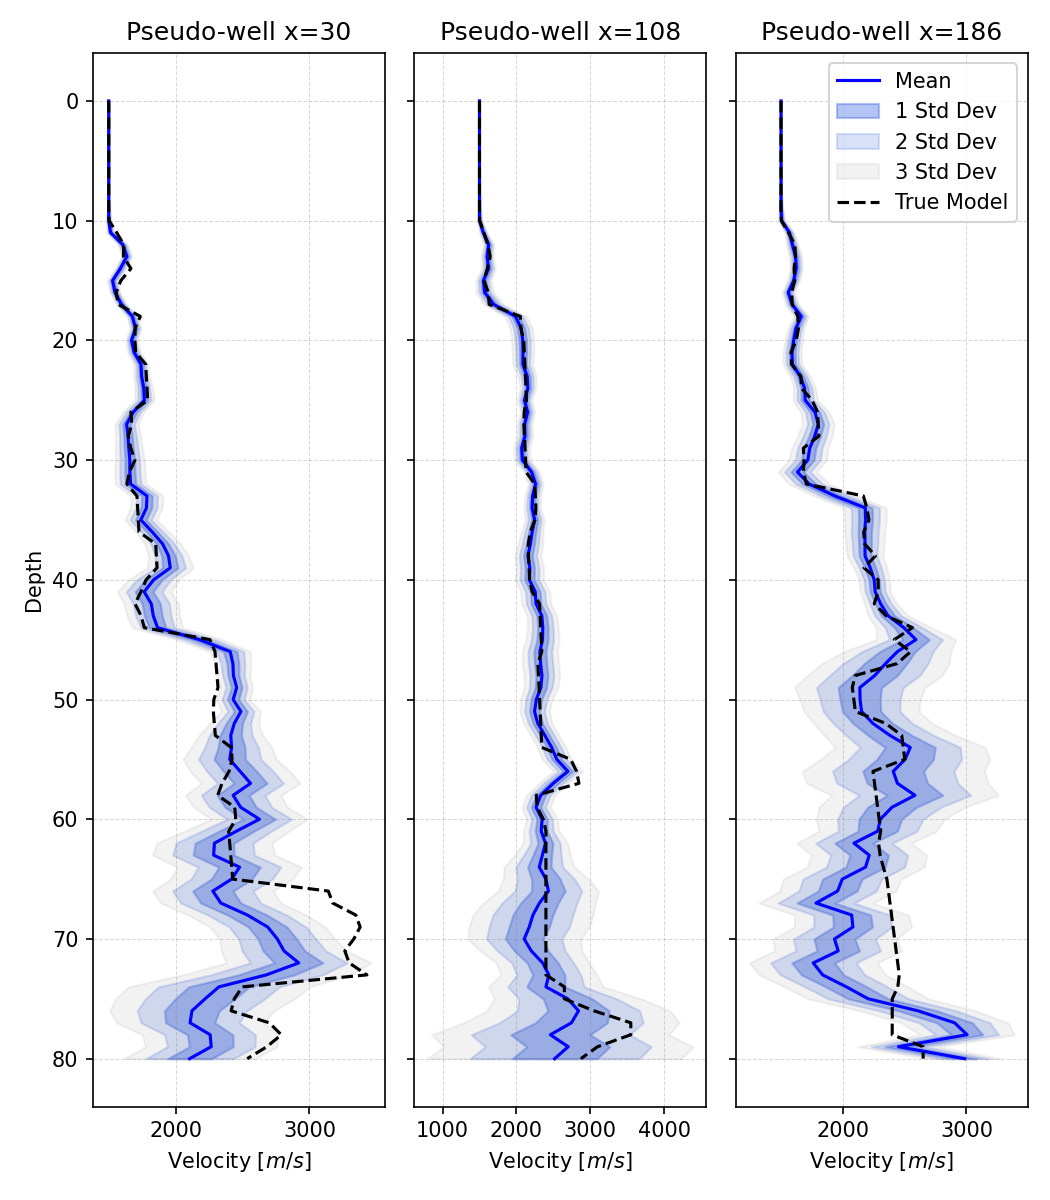 Pseudo-well x=30
Pseudo-well x=108
Pseudo-well x=186
Mean
1 Std Dev
2 Std Dev
3 Std Dev
True Model
Depth
0
10
20
30
40
50
60
70
80
2000 3000
1000 2000 3000 4000
2000 3000
Velocity [m/s]
Velocity [m/s]
Velocity [m/s]